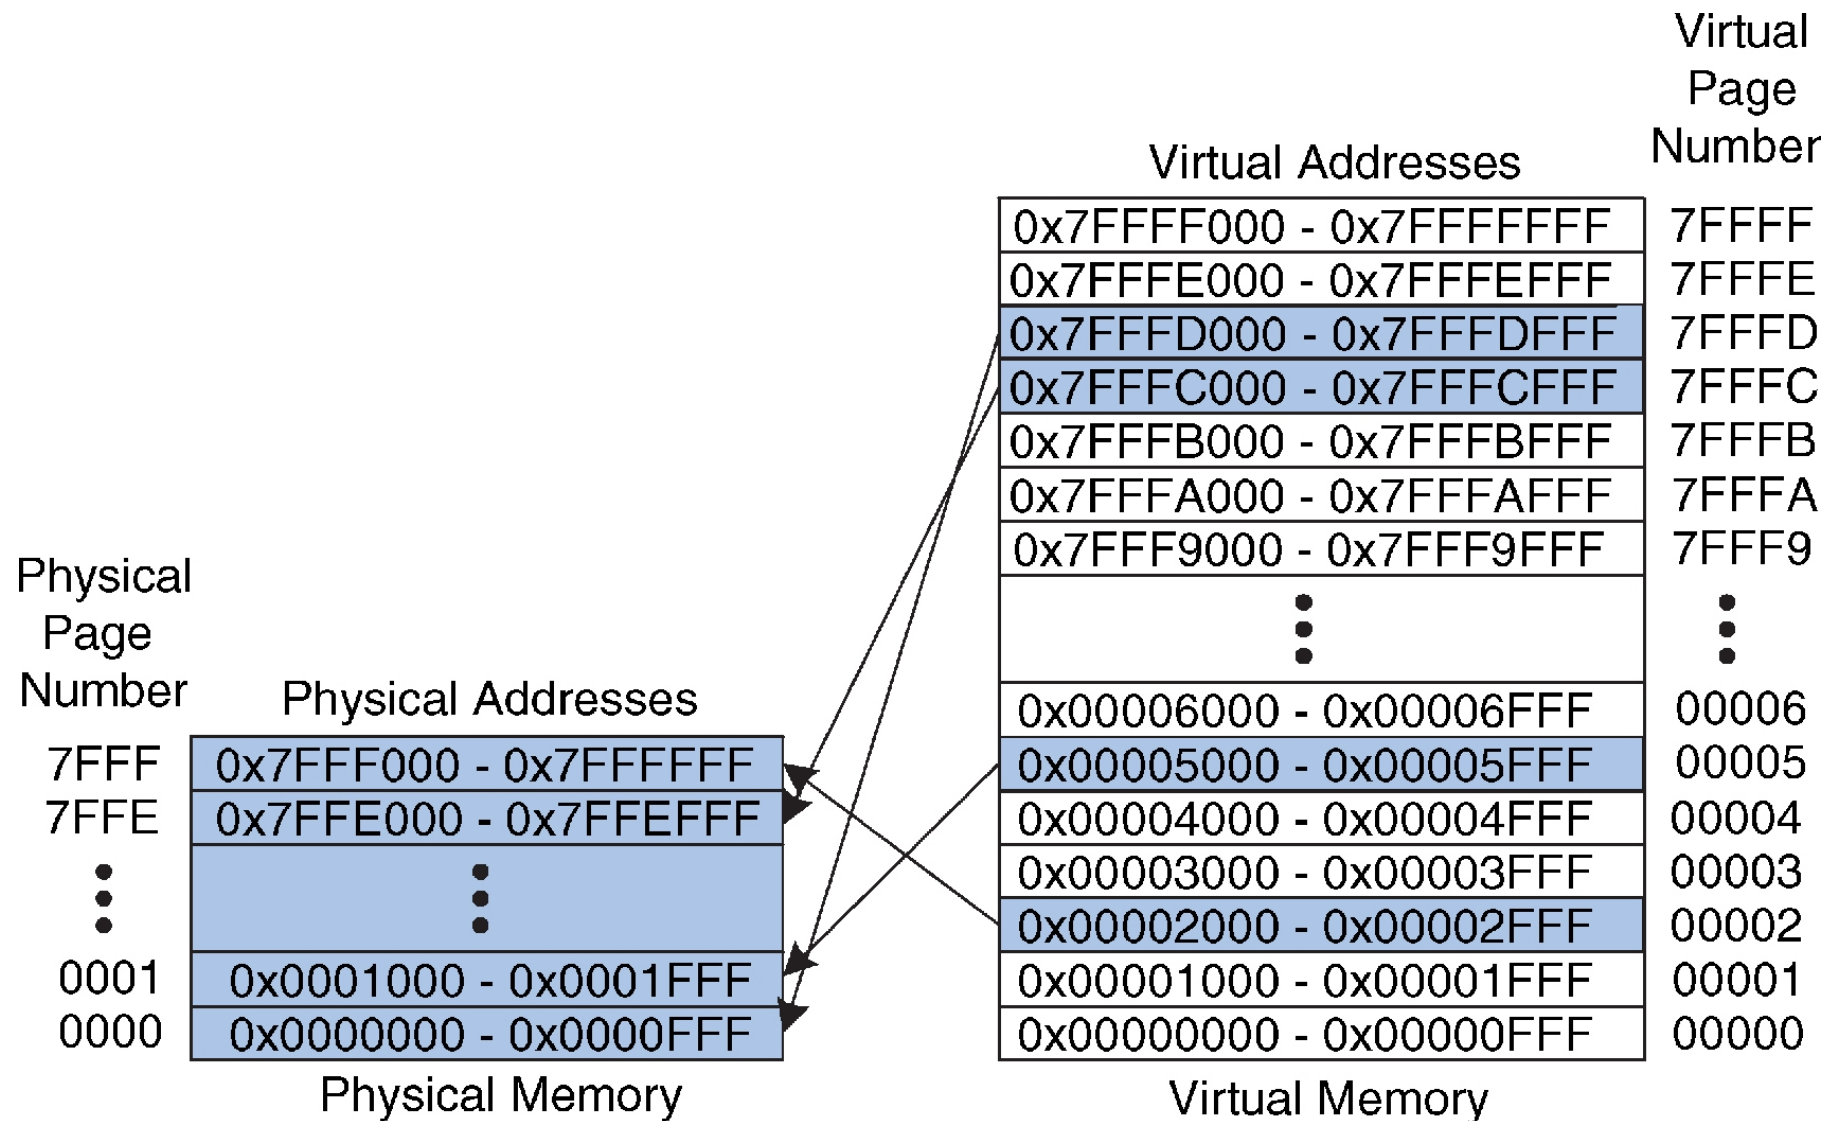 Virtual
Page
Number
Virtual Addresses
0x7FFFF000 - 0x7FFFFFFF 7FFFF
0x7FFFE000 - 0x7FFFEFFF 7FFFE
0x7FFFD000 - 0x7FFFDFFF 7FFFD
0x7FFFC000 - 0x7FFFCFFF 7FFFC
0x7FFFB000 - 0x7FFFBFFF 7FFFB
0x7FFFA000 - 0x7FFFAFFF 7FFFA
0x7FFF9000 - 0x7FFF9FFF 7FFF9
0x00006000 - 0x00006FFF 00006
0x00005000 - 0x00005FFF 00005
0x00004000 - 0x00004FFF 00004
0x00003000 - 0x00003FFF 00003
0x00002000 - 0x00002FFF 00002
0x00001000 - 0x00001FFF 00001
0x00000000 - 0x00000FFF 00000
Virtual Memory
Physical
Page
Number
Physical Addresses
7FFF 0x7FFF000 - 0x7FFFFFF
7FFE 0x7FFE000 - 0x7FFEFFF
0001 0x0001000 - 0x0001FFF
0000 0x0000000 - 0x0000FFF
Physical Memory